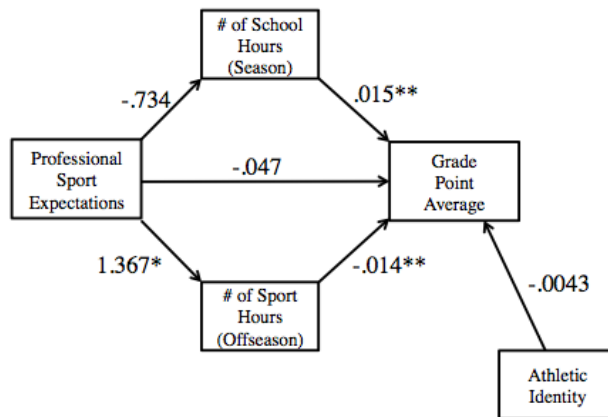 # of School
Hours
(Season)
-.734
.015**
Professional
Sport
Expectations
-.047
Grade
Point
Average
1.367*
-.014**
# of Sport
Hours
(Offseason)
-.0043
Athletic
Identity